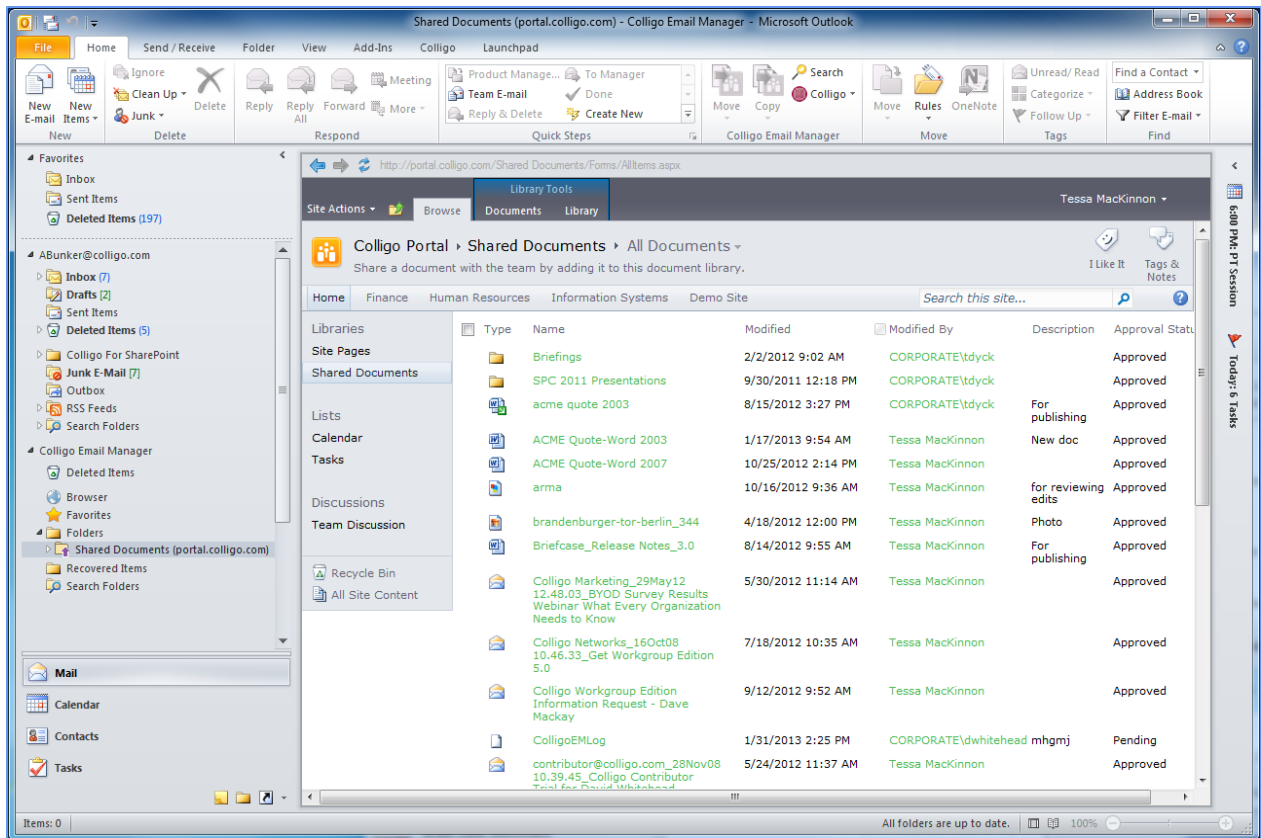 Shared Documents (portal.colligo.com) - Colligo Email Manager - Microsoft Outlook
File Home Send / Receive Folder View Add-Ins Colligo Launchpad
New E-mail
New Items
New
Ignore
Clean Up
Junk
Delete
Delete
Reply
Reply All
Forward
Meeting
More
Respond
Product Manage...
Team E-mail
Reply & Delete
To Manager
Done
Create New
Quick Steps
Move
Copy
Search
Colligo
Colligo Email Manager
Move
Rules
OneNote
Move
Unread/ Read
Categorize
Follow Up
Tags
Find a Contact
Address Book
Filter E-mail
Find
Favorites
Inbox
Sent Items
Deleted Items (197)
ABunker@colligo.com
Inbox (7)
Drafts [2]
Sent Items
Deleted Items (5)
Colligo For SharePoint
Junk E-Mail [7]
Outbox
RSS Feeds
Search Folders
Colligo Email Manager
Deleted Items
Browser
Favorites
Folders
Shared Documents (portal.colligo.com)
Recovered Items
Search Folders
Mail
Calendar
Contacts
Tasks
http://portal.colligo.com/Shared Documents/Forms/AllItems.aspx
Library Tools
Site Actions Browse Documents Library
Tessa MacKinnon
Colligo Portal Shared Documents All Documents
Share a document with the team by adding it to this document library.
I Like It
Tags & Notes
Home Finance Human Resources Information Systems Demo Site
Search this site...
Libraries
Site Pages
Shared Documents
Lists
Calendar
Tasks
Discussions
Team Discussion
Recycle Bin
All Site Content
Type Name Modified Modified By Description Approval Statu
Briefings 2/2/2012 9:02 AM CORPORATE\tdyck Approved
SPC 2011 Presentations 9/30/2011 12:18 PM CORPORATE\tdyck Approved
acme quote 2003 8/15/2012 3:27 PM CORPORATE\tdyck For Approved
publishing
ACME Quote-Word 2003 1/17/2013 9:54 AM Tessa MacKinnon New doc Approved
ACME Quote-Word 2007 10/25/2012 2:14 PM Tessa MacKinnon Approved
arma 10/16/2012 9:36 AM Tessa MacKinnon for reviewing Approved
edits
brandenburger-tor-berlin_344 4/18/2012 12:00 PM Tessa MacKinnon Photo Approved
Briefcase_Release Notes_3.0 8/14/2012 9:55 AM Tessa MacKinnon For Approved
publishing
Colligo Marketing_29May12 5/30/2012 11:14 AM Tessa MacKinnon Approved
12.48.03_BYOD Survey Results
Webinar What Every Organization
Needs to Know
Colligo Networks_16Oct08 7/18/2012 10:35 AM Tessa MacKinnon Approved
10.46.33_Get Workgroup Edition
5.0
Colligo Workgroup Edition 9/12/2012 9:52 AM Tessa MacKinnon Approved
Information Request - Dave
Mackay
ColligoEMLog 1/31/2013 2:25 PM CORPORATE\dwhitehead mhgmj Pending
contributor@colligo.com_28Nov08 5/24/2012 11:37 AM Tessa MacKinnon Approved
10.39.45_Colligo Contributor
Trial for David Whitehead
6:00 PM: PT Session
Today: 6 Tasks
Items: 0
All folders are up to date.
100%